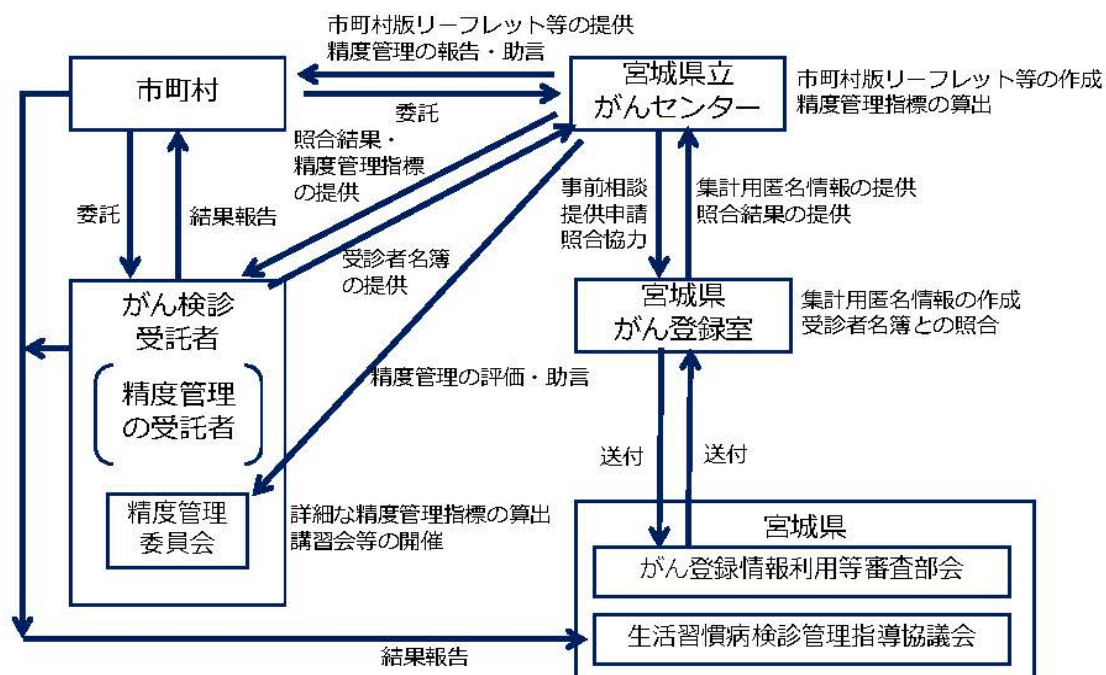 市町村版リーフレット等の提供
精度管理の報告・助言
市町村
宮城県立
がんセンター
市町村版リーフレット等の作成
精度管理指標の算出
委託
照合結果・
精度管理指標
の提供
委託
結果報告
事前相談
提供申請
照合協力
集計用匿名情報の提供
照合結果の提供
受診者名簿
の提供
がん検診
受託者
宮城県
がん登録室
集計用匿名情報の作成
受診者名簿との照合
精度管理の評価・助言
精度管理
の受託者
送付
送付
精度管理
委員会
詳細な精度管理指標の算出
講習会等の開催
宮城県
がん登録情報利用等審査部会
生活習慣病検診管理指導協議会
結果報告